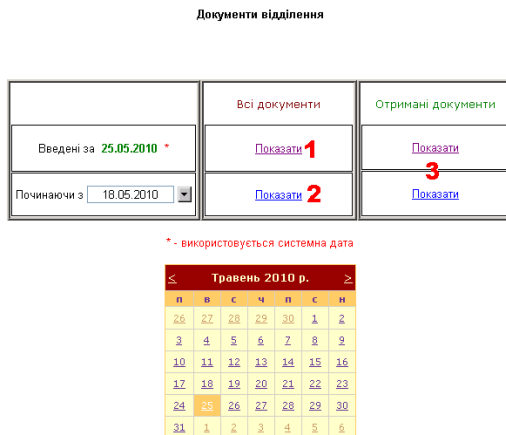 Документи відділення
Всі документи Отримані документи
Введені за 25.05.2010 * Показати 1 Показати
3
Починаючи з 18.05.2010 Показати 2 Показати
* - використовується системна дата
< Травень 2010 р. >
п в с ч п с н
26 27 28 29 30 1 2
3 4 5 6 7 8 9
10 11 12 13 14 15 16
17 18 19 20 21 22 23
24 25 26 27 28 29 30
31 1 2 3 4 5 6